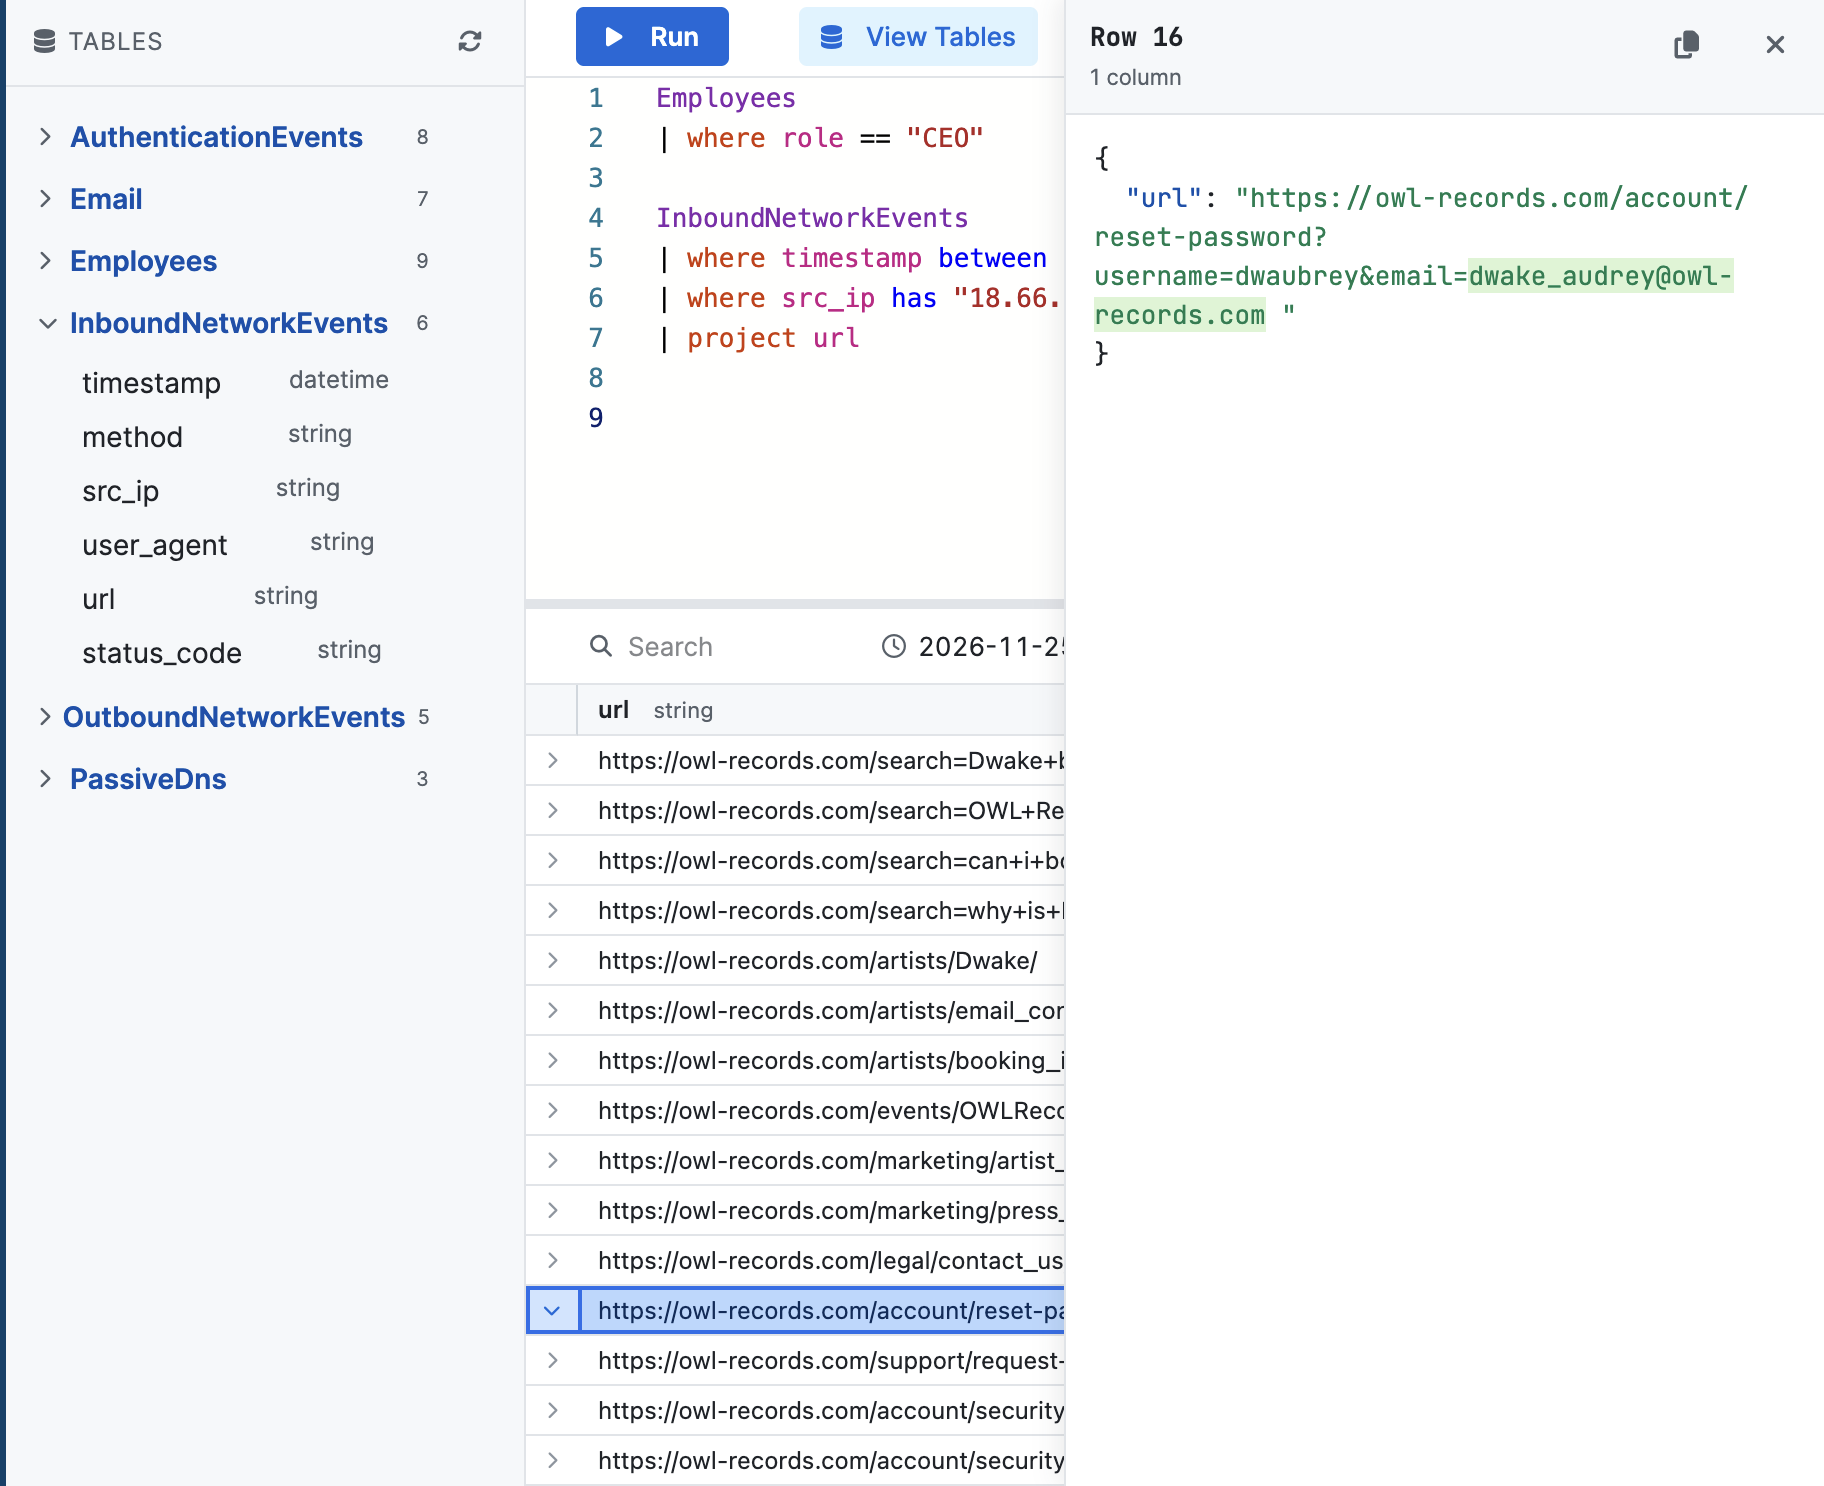 TABLES
AuthenticationEvents 8
Email 7
Employees 9
InboundNetworkEvents 6
timestamp datetime
method string
src_ip string
user_agent string
url string
status_code string
OutboundNetworkEvents 5
PassiveDns 3
Run View Tables
1 Employees
2 | where role == "CEO"
3
4 InboundNetworkEvents
5 | where timestamp between
6 | where src_ip has "18.66.
7 | project url
8
9
Search 2026-11-25
url string
https://owl-records.com/search=Dwake+b
https://owl-records.com/search=OWL+Re
https://owl-records.com/search=can+i+bo
https://owl-records.com/search=why+is+
https://owl-records.com/artists/Dwake/
https://owl-records.com/artists/email_cor
https://owl-records.com/artists/booking_i
https://owl-records.com/events/OWLReco
https://owl-records.com/marketing/artist_
https://owl-records.com/marketing/press_
https://owl-records.com/legal/contact_us
https://owl-records.com/account/reset-pa
https://owl-records.com/support/request-
https://owl-records.com/account/security
https://owl-records.com/account/security
Row 16
1 column
{
"url": "https://owl-records.com/account/
reset-password?
username=dwaubrey&email=dwake_audrey@owl-
records.com "
}